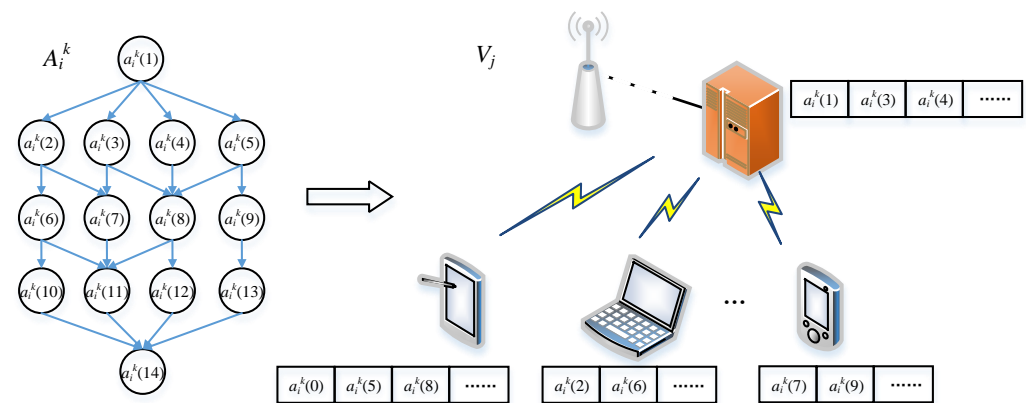 A_i^k
V_j
a_i^k(1)
a_i^k(2) a_i^k(3) a_i^k(4) a_i^k(5)
a_i^k(6) a_i^k(7) a_i^k(8) a_i^k(9)
a_i^k(10) a_i^k(11) a_i^k(12) a_i^k(13)
a_i^k(14)
a_i^k(1) a_i^k(3) a_i^k(4) ······
...
a_i^k(0) a_i^k(5) a_i^k(8) ······
a_i^k(2) a_i^k(6) ······
a_i^k(7) a_i^k(9) ······